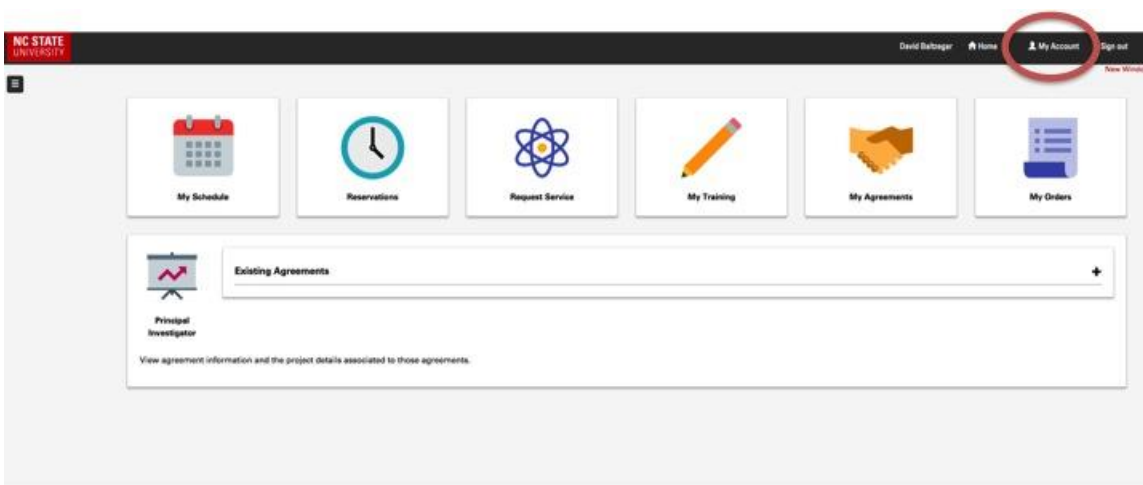 NC STATE
UNIVERSITY
David Baltzegar
Home
My Account
Sign out
New Windo
My Schedule
Reservations
Request Service
My Training
My Agreements
My Orders
Existing Agreements
Principal
Investigator
View agreement information and the project details associated to those agreements.